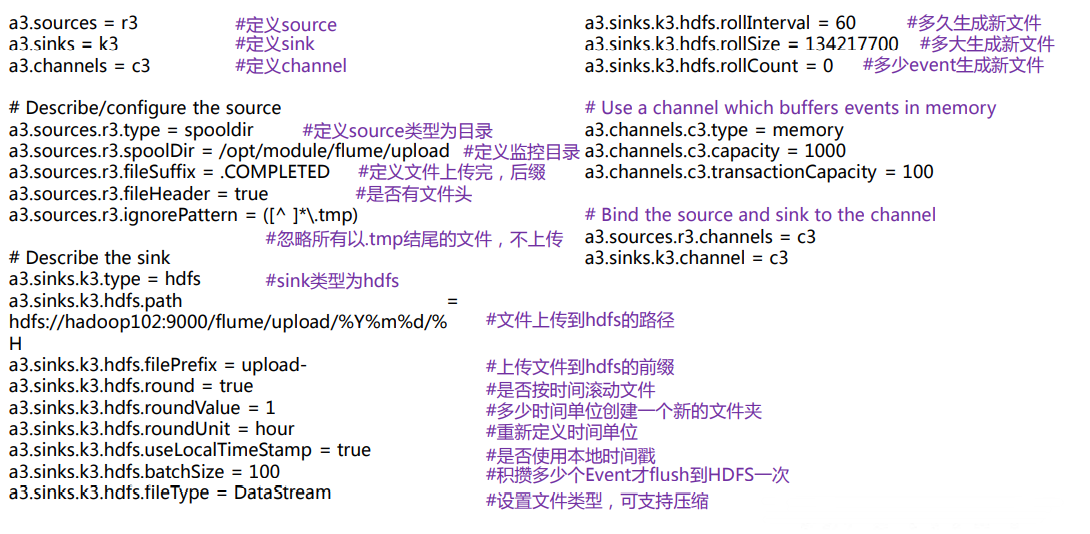 a3.sources = r3 #定义source
a3.sinks = k3 #定义sink
a3.channels = c3 #定义channel
# Describe/configure the source
a3.sources.r3.type = spooldir #定义source类型为目录
a3.sources.r3.spoolDir = /opt/module/flume/upload #定义监控目录
a3.sources.r3.fileSuffix = .COMPLETED #定义文件上传完，后缀
a3.sources.r3.fileHeader = true #是否有文件头
a3.sources.r3.ignorePattern = ([^ ]*\.tmp)
#忽略所有以.tmp结尾的文件，不上传
# Describe the sink
a3.sinks.k3.type = hdfs #sink类型为hdfs
a3.sinks.k3.hdfs.path =
hdfs://hadoop102:9000/flume/upload/%Y%m%d/% #文件上传到hdfs的路径
H
a3.sinks.k3.hdfs.filePrefix = upload- #上传文件到hdfs的前缀
a3.sinks.k3.hdfs.round = true #是否按时间滚动文件
a3.sinks.k3.hdfs.roundValue = 1 #多少时间单位创建一个新的文件夹
a3.sinks.k3.hdfs.roundUnit = hour #重新定义时间单位
a3.sinks.k3.hdfs.useLocalTimeStamp = true #是否使用本地时间戳
a3.sinks.k3.hdfs.batchSize = 100 #积攒多少个Event才flush到HDFS一次
a3.sinks.k3.hdfs.fileType = DataStream #设置文件类型，可支持压缩
a3.sinks.k3.hdfs.rollInterval = 60 #多久生成新文件
a3.sinks.k3.hdfs.rollSize = 134217700 #多大生成新文件
a3.sinks.k3.hdfs.rollCount = 0 #多少event生成新文件
# Use a channel which buffers events in memory
a3.channels.c3.type = memory
a3.channels.c3.capacity = 1000
a3.channels.c3.transactionCapacity = 100
# Bind the source and sink to the channel
a3.sources.r3.channels = c3
a3.sinks.k3.channel = c3